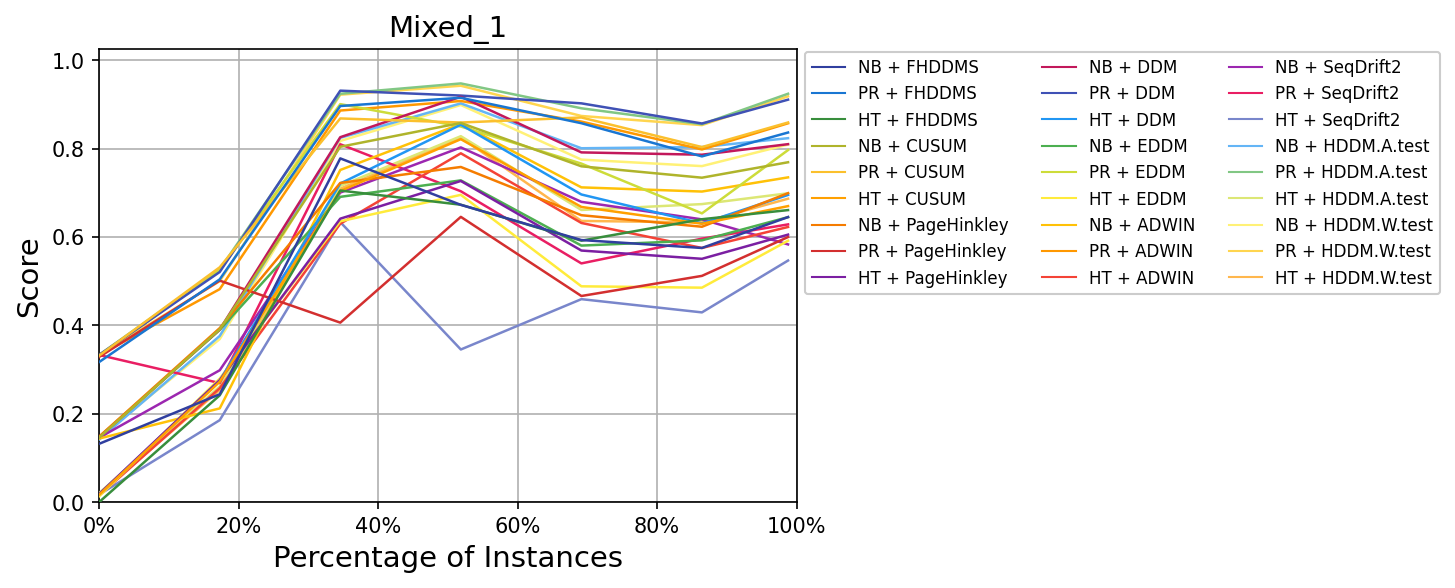 Mixed_1
Score
1.0
0.8
0.6
0.4
0.2
0.0
0%
20%
40%
60%
80%
100%
Percentage of Instances
NB + FHDDMS
PR + FHDDMS
HT + FHDDMS
NB + CUSUM
PR + CUSUM
HT + CUSUM
NB + PageHinkley
PR + PageHinkley
HT + PageHinkley
NB + DDM
PR + DDM
HT + DDM
NB + EDDM
PR + EDDM
HT + EDDM
NB + ADWIN
PR + ADWIN
HT + ADWIN
NB + SeqDrift2
PR + SeqDrift2
HT + SeqDrift2
NB + HDDM.A.test
PR + HDDM.A.test
HT + HDDM.A.test
NB + HDDM.W.test
PR + HDDM.W.test
HT + HDDM.W.test